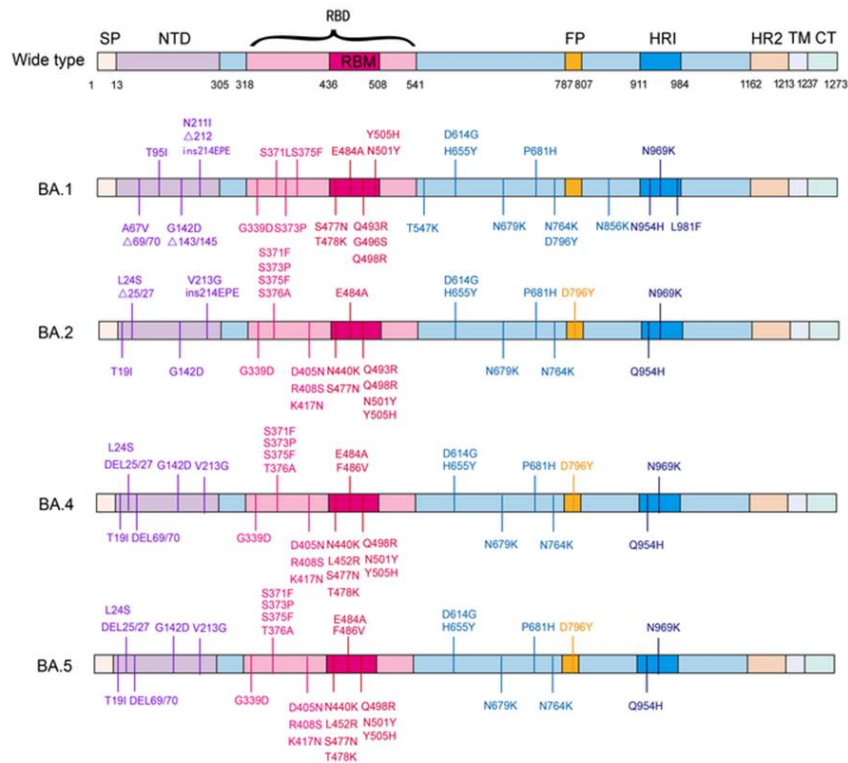 RBD
SP NTD FP HRI HR2 TM CT
Wide type RBM
1 13 305 318 436 508 541 787 807 911 984 1162 1213 1237 1273
N211I
△212
ins214EPE
T95I
S371L S375F
E484A
Y505H
N501Y
D614G
H655Y
P681H
N969K
BA.1
A67V
△69/70
G142D
△143/145
G339D S373P
S477N
T478K
Q493R
G496S
Q498R
T547K
N679K
N764K
D796Y
N856K
N954H
L981F
L24S
△25/27
V213G
ins214EPE
S371F
S373P
S375F
S376A
E484A
D614G
H655Y
P681H
D796Y
N969K
BA.2
T19I
G142D
G339D
D405N
R408S
K417N
N440K
S477N
Q493R
Q498R
N501Y
Y505H
N679K
N764K
Q954H
L24S
DEL25/27
G142D V213G
S371F
S373P
S375F
T376A
E484A
F486V
D614G
H655Y
P681H
D796Y
N969K
BA.4
T19I DEL69/70
G339D
D405N
R408S
K417N
N440K
L452R
S477N
T478K
Q498R
N501Y
Y505H
N679K
N764K
Q954H
L24S
DEL25/27
G142D V213G
S371F
S373P
S375F
T376A
E484A
F486V
D614G
H655Y
P681H
D796Y
N969K
BA.5
T19I DEL69/70
G339D
D405N
R408S
K417N
N440K
L452R
S477N
T478K
Q498R
N501Y
Y505H
N679K
N764K
Q954H